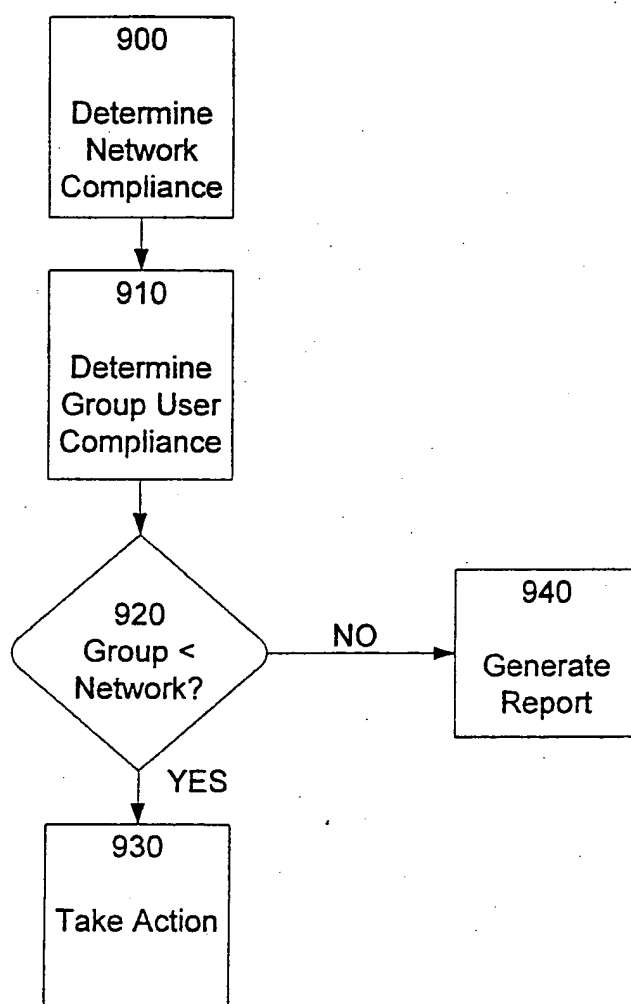 900
Determine
Network
Compliance
910
Determine
Group User
Compliance
920
Group <
Network?
NO
940
Generate
Report
YES
930
Take Action